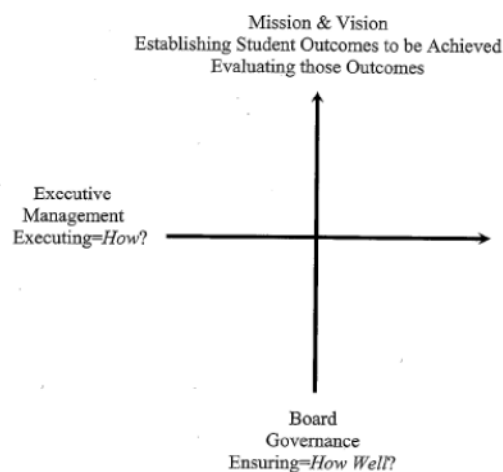 Mission & Vision
Establishing Student Outcomes to be Achieved
Evaluating those Outcomes
Executive
Management
Executing=How?
Board
Governance
Ensuring=How Well?